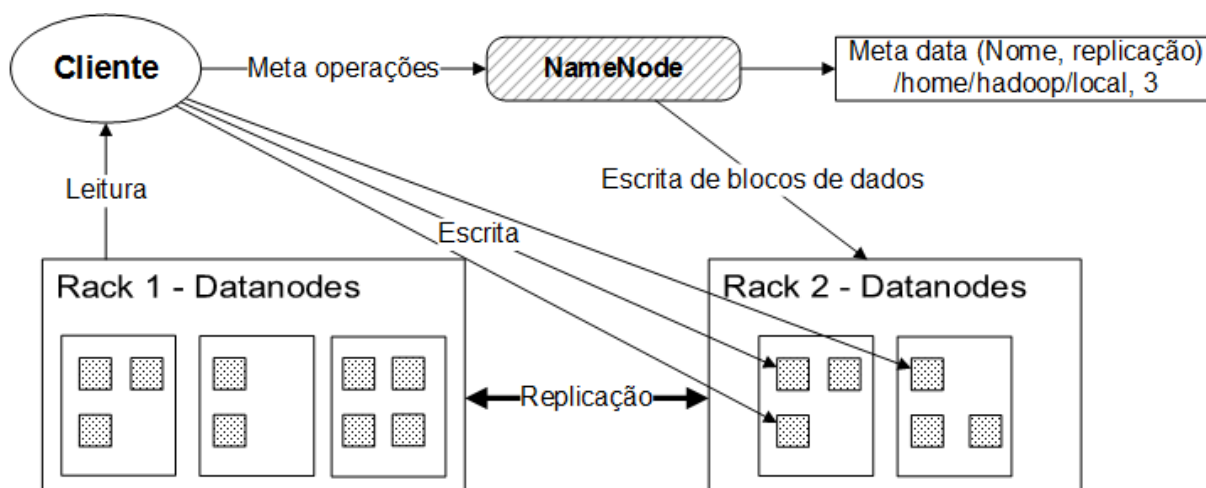 Cliente
Meta operações
NameNode
Meta data (Nome, replicação)
/home/hadoop/local, 3
Leitura
Escrita de blocos de dados
Escrita
Rack 1 - Datanodes
Rack 2 - Datanodes
Replicação